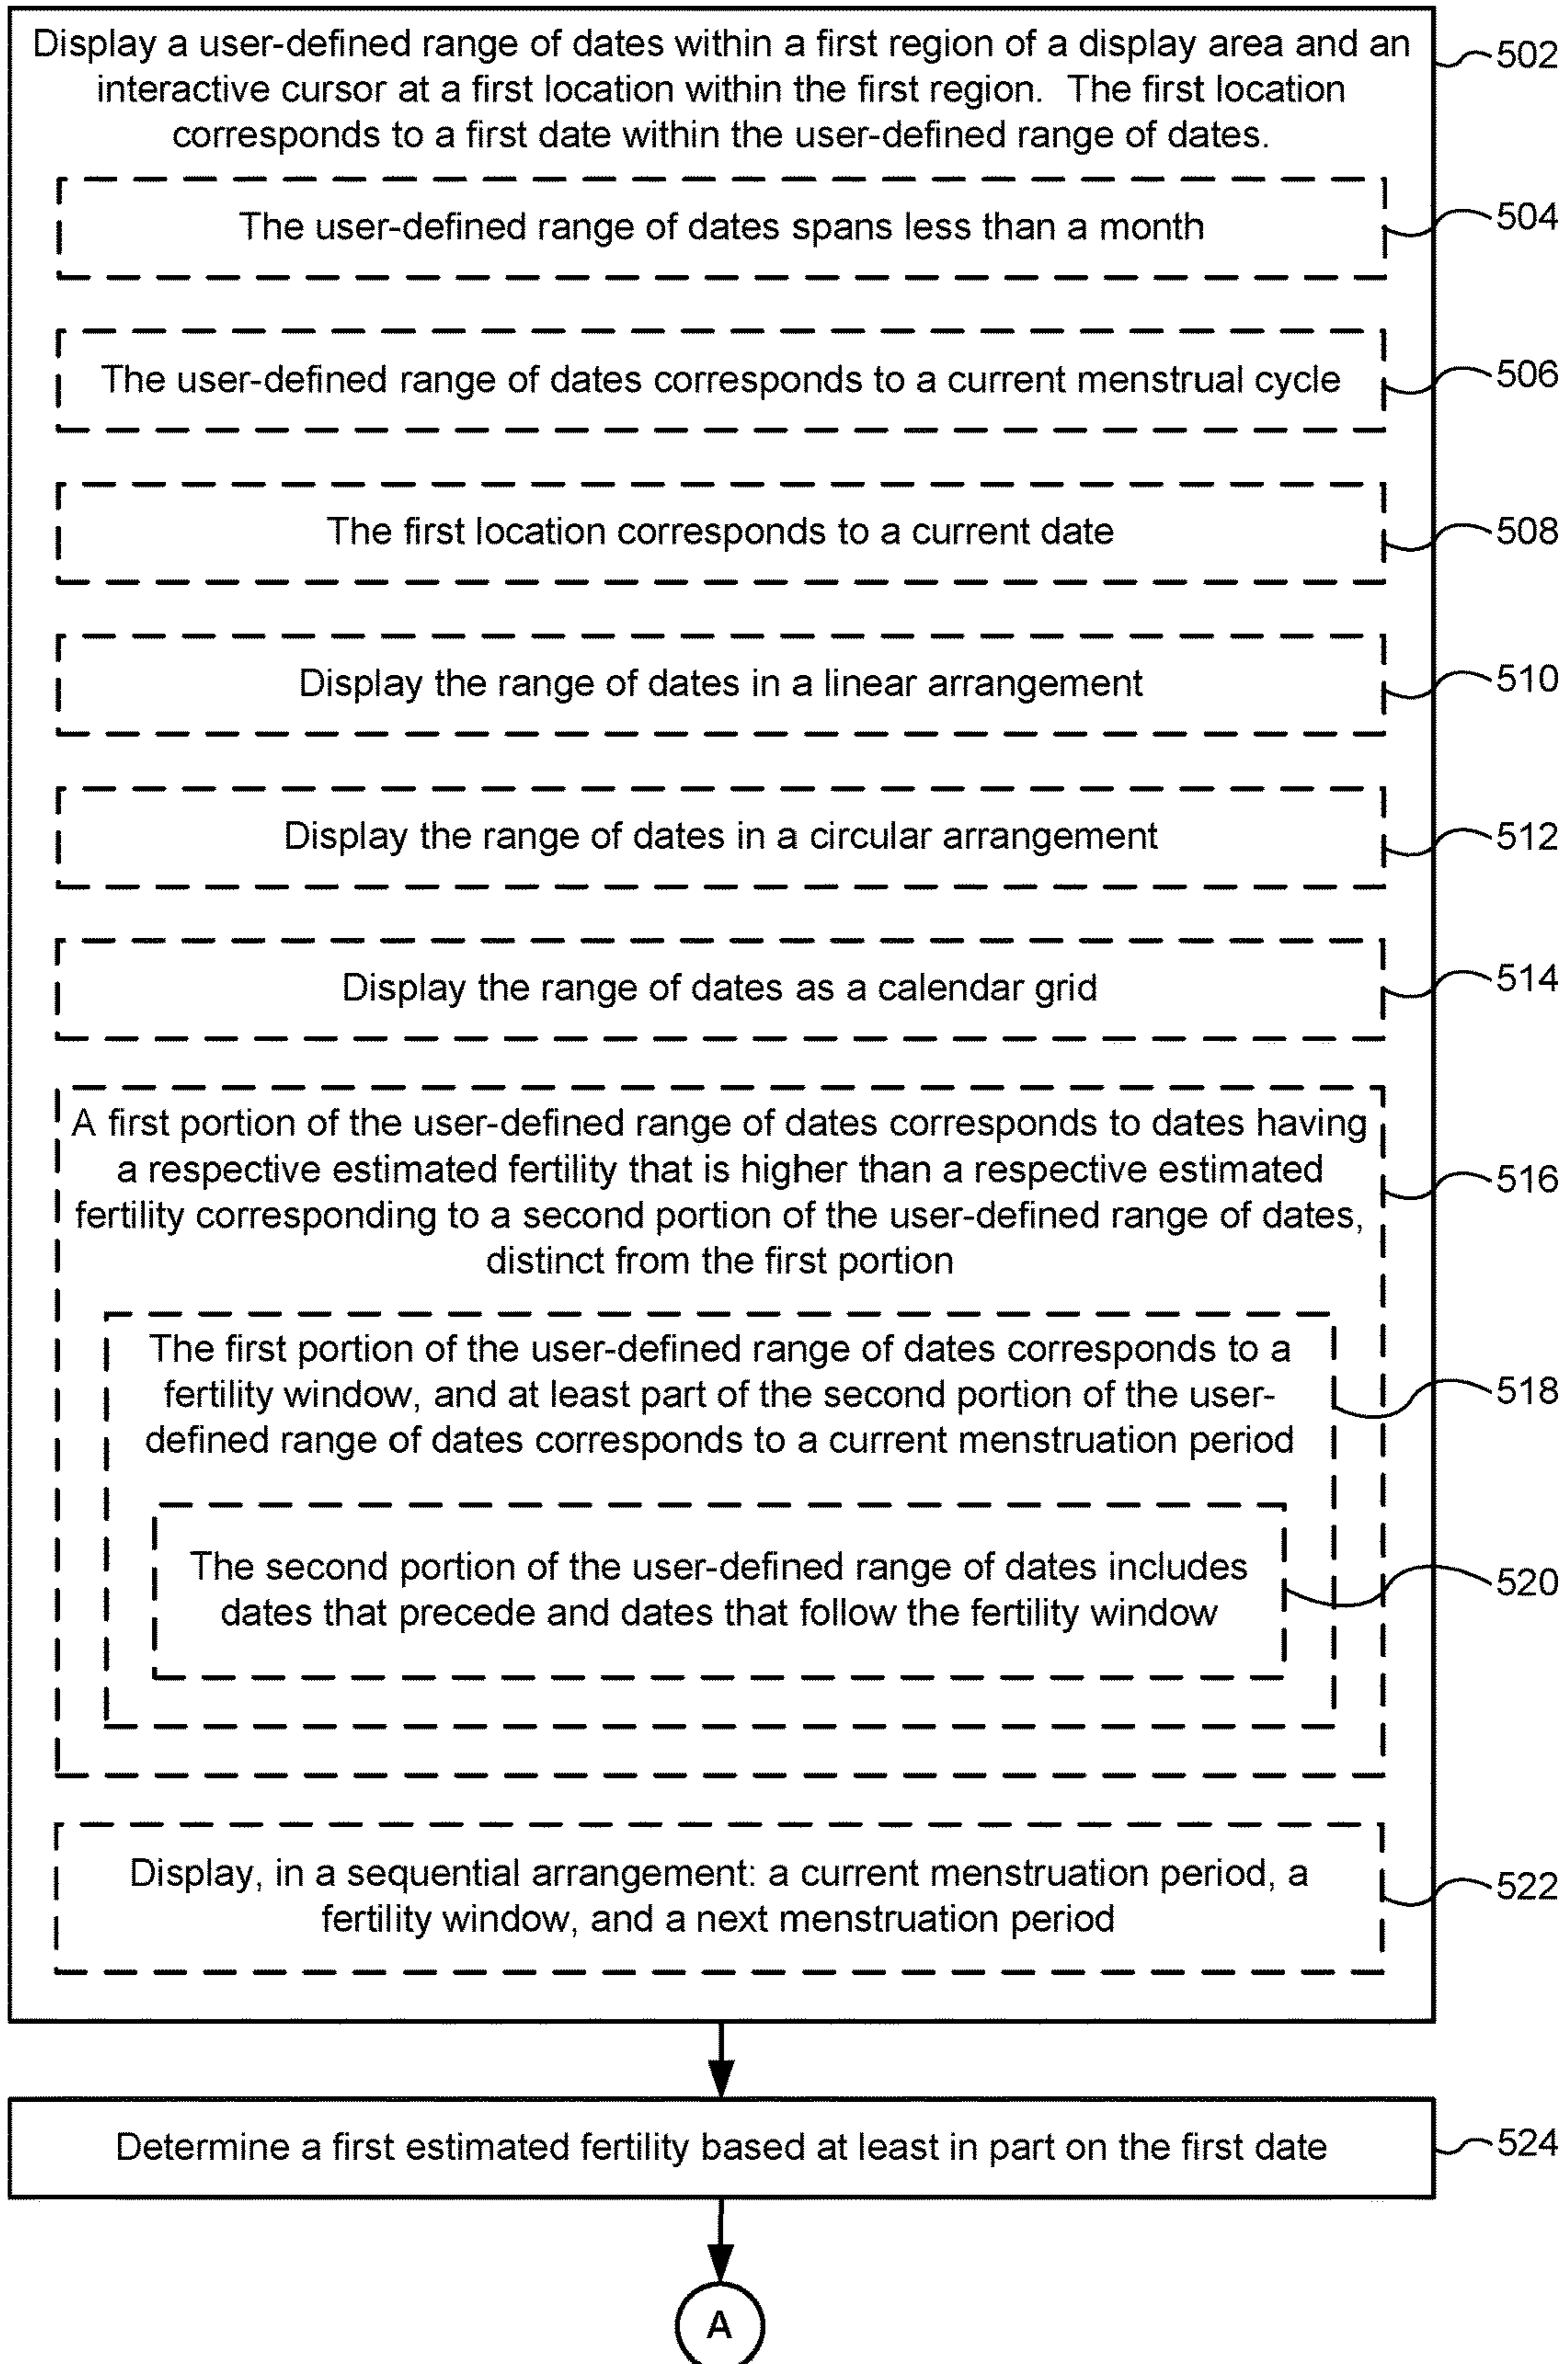 Display a user-defined range of dates within a first region of a display area and an
interactive cursor at a first location within the first region. The first location
corresponds to a first date within the user-defined range of dates.
502
The user-defined range of dates spans less than a month
504
The user-defined range of dates corresponds to a current menstrual cycle
506
The first location corresponds to a current date
508
Display the range of dates in a linear arrangement
510
Display the range of dates in a circular arrangement
512
Display the range of dates as a calendar grid
514
A first portion of the user-defined range of dates corresponds to dates having
a respective estimated fertility that is higher than a respective estimated
fertility corresponding to a second portion of the user-defined range of dates,
distinct from the first portion
516
The first portion of the user-defined range of dates corresponds to a
fertility window, and at least part of the second portion of the user-
defined range of dates corresponds to a current menstruation period
518
The second portion of the user-defined range of dates includes
dates that precede and dates that follow the fertility window
520
Display, in a sequential arrangement: a current menstruation period, a
fertility window, and a next menstruation period
522
Determine a first estimated fertility based at least in part on the first date
524
A